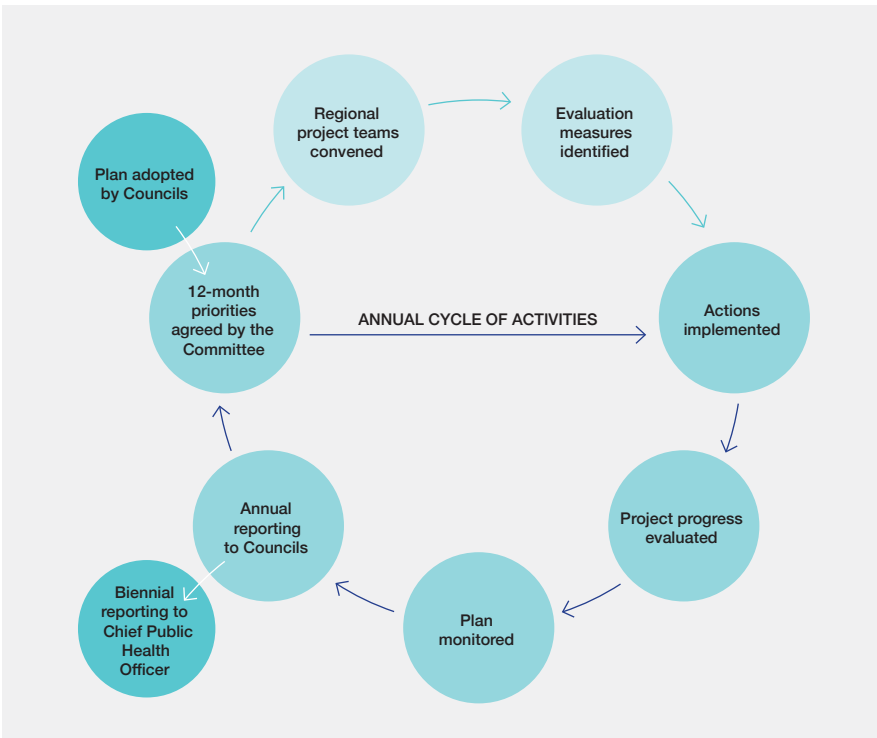 Regional
project teams
convened
Evaluation
measures
identified
Plan adopted
by Councils
12-month
priorities
agreed by the
Committee
ANNUAL CYCLE OF ACTIVITIES
Actions
implemented
Project progress
evaluated
Plan
monitored
Annual
reporting
to Councils
Biennial
reporting to
Chief Public
Health
Officer